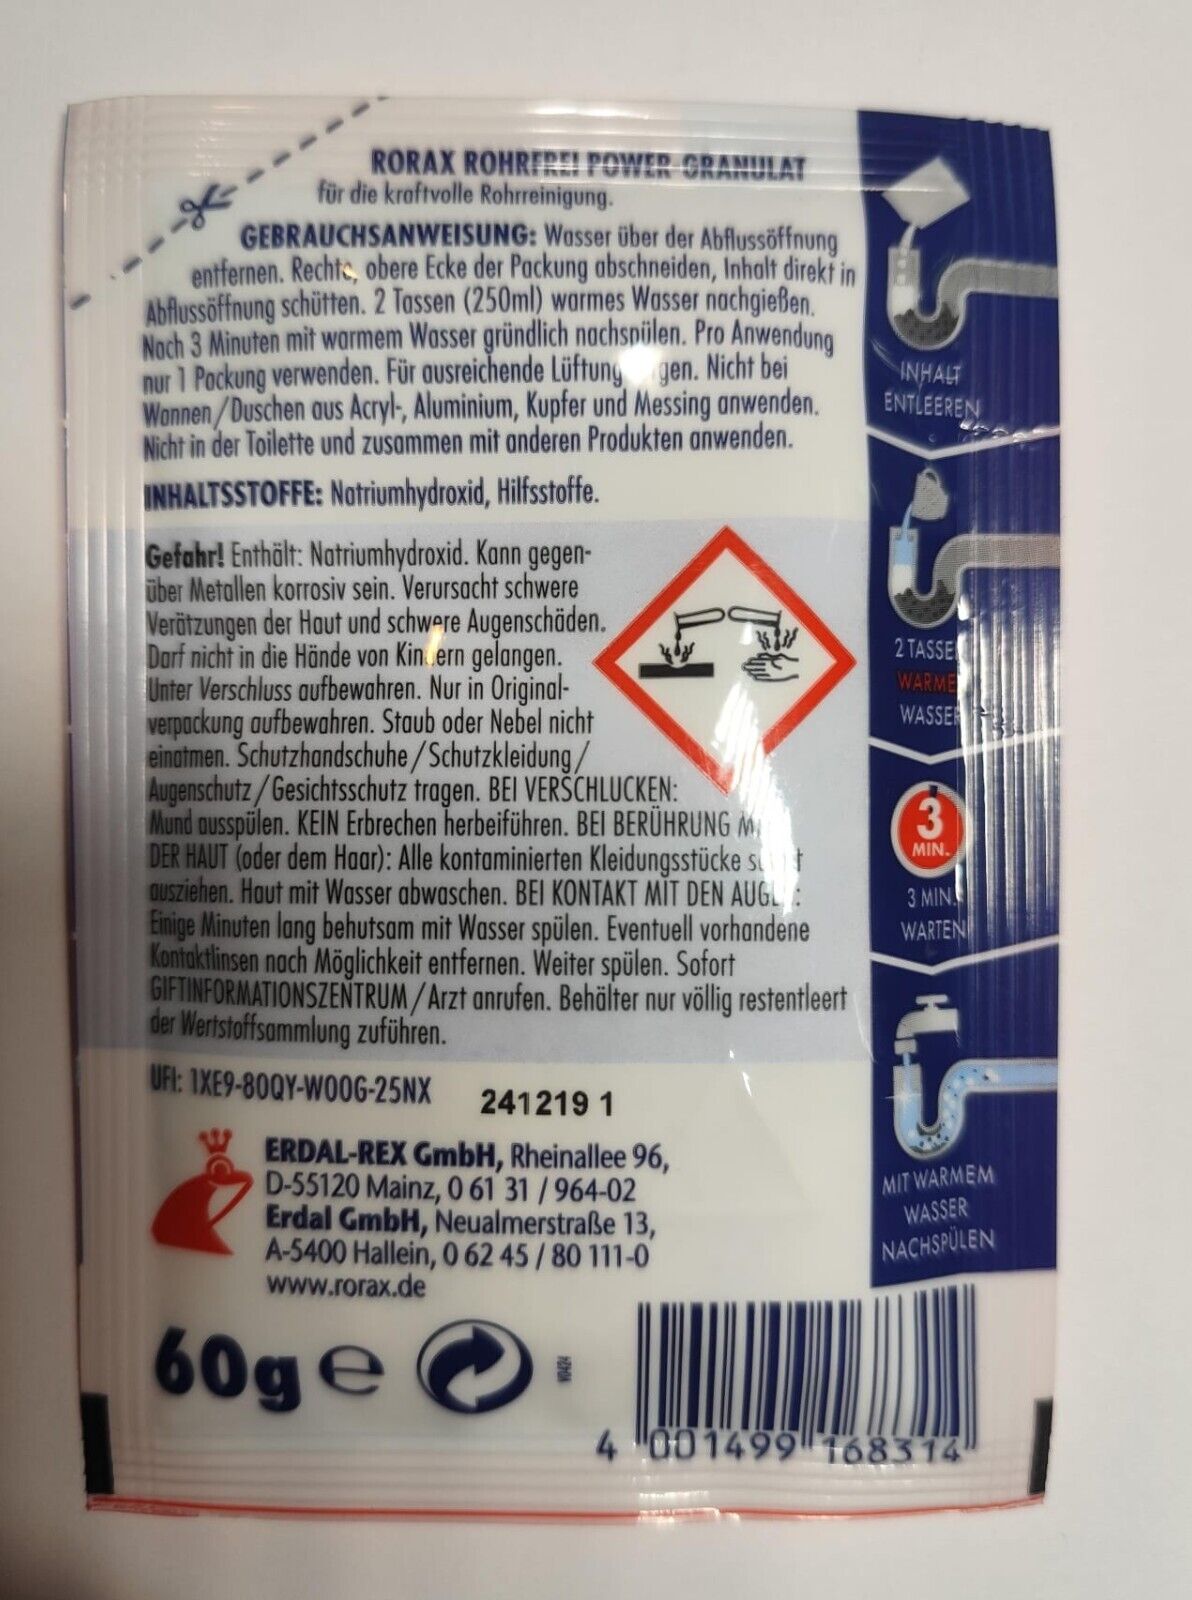 RORAX ROHRFREI POWER-GRANULAT
für die kraftvolle Rohrreinigung.
GEBRAUCHSANWEISUNG: Wasser über der Abflussöffnung
entfernen. Rechte, obere Ecke der Packung abschneiden, Inhalt direkt in
Abflussöffnung schütten. 2 Tassen (250ml) warmes Wasser nachgießen.
Nach 3 Minuten mit warmem Wasser gründlich nachspülen. Pro Anwendung
nur 1 Packung verwenden. Für ausreichende Lüftung gen. Nicht bei
Wannen/Duschen aus Acryl-, Aluminium, Kupfer und Messing anwenden.
Nicht in der Toilette und zusammen mit anderen Produkten anwenden.
INHALTSSTOFFE: Natriumhydroxid, Hilfsstoffe.
Gefahr! Enthält: Natriumhydroxid. Kann gegen-
über Metallen korrosiv sein. Verursacht schwere
Verätzungen der Haut und schwere Augenschäden.
Darf nicht in die Hände von Kindern gelangen.
Unter Verschluss aufbewahren. Nur in Original-
verpackung aufbewahren. Staub oder Nebel nicht
einatmen. Schutzhandschuhe/Schutzkleidung/
Augenschutz/Gesichtsschutz tragen. BEI VERSCHLUCKEN:
Mund ausspülen. KEIN Erbrechen herbeiführen. BEI BERÜHRUNG M
DER HAUT (oder dem Haar): Alle kontaminierten Kleidungsstücke s t
ausziehen. Haut mit Wasser abwaschen. BEI KONTAKT MIT DEN AUGE :
Einige Minuten lang behutsam mit Wasser spülen. Eventuell vorhandene
Kontaktlinsen nach Möglichkeit entfernen. Weiter spülen. Sofort
GIFTINFORMATIONSZENTRUM/Arzt anrufen. Behälter nur völlig restentleert
der Wertstoffsammlung zuführen.
UFI: 1XE9-80QY-W00G-25NX
241219 1
ERDAL-REX GmbH, Rheinallee 96,
D-55120 Mainz, 0 61 31 / 964-02
Erdal GmbH, Neualmerstraße 13,
A-5400 Hallein, 0 62 45 / 80 111-0
www.rorax.de
60g e
V0424
4 001499 168314
INHALT
ENTLEEREN
2 TASSE
WARME
WASSER
3
MIN.
3 MIN.
WARTEN
MIT WARMEM
WASSER
NACHSPÜLEN